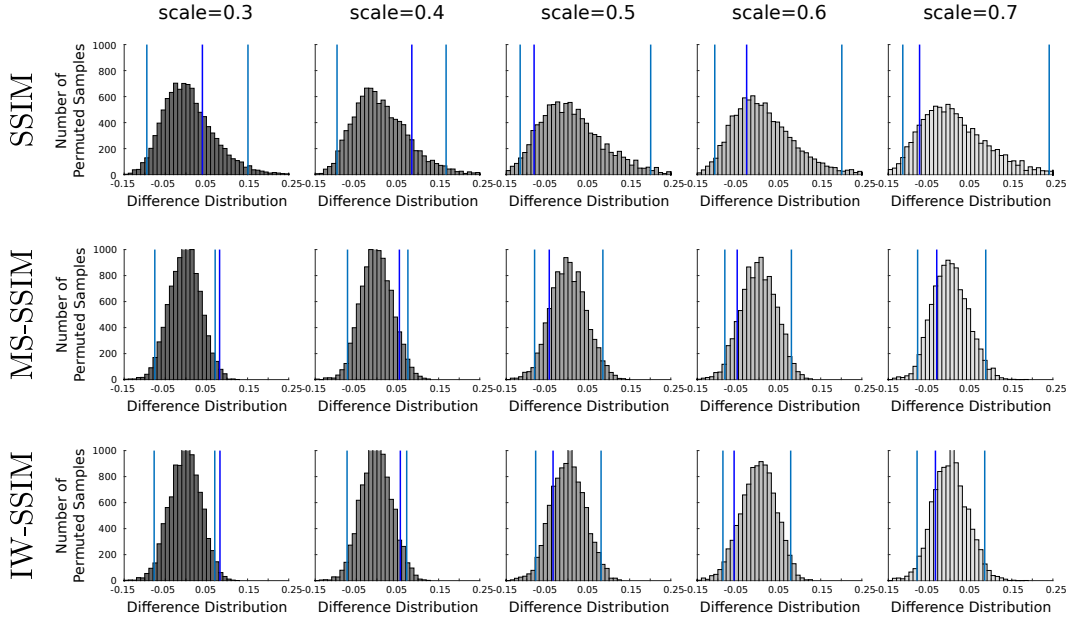 scale=0.3 scale=0.4 scale=0.5 scale=0.6 scale=0.7
SSIM
Number of
Permuted Samples
1000
800
600
400
200
0
-0.15 -0.05 0.05 0.15 0.25 -0.15 -0.05 0.05 0.15 0.25 -0.15 -0.05 0.05 0.15 0.25 -0.15 -0.05 0.05 0.15 0.25 -0.15 -0.05 0.05 0.15 0.25
Difference Distribution Difference Distribution Difference Distribution Difference Distribution Difference Distribution
MS-SSIM
Number of
Permuted Samples
1000
800
600
400
200
0
-0.15 -0.05 0.05 0.15 0.25 -0.15 -0.05 0.05 0.15 0.25 -0.15 -0.05 0.05 0.15 0.25 -0.15 -0.05 0.05 0.15 0.25 -0.15 -0.05 0.05 0.15 0.25
Difference Distribution Difference Distribution Difference Distribution Difference Distribution Difference Distribution
IW-SSIM
Number of
Permuted Samples
1000
800
600
400
200
0
-0.15 -0.05 0.05 0.15 0.25 -0.15 -0.05 0.05 0.15 0.25 -0.15 -0.05 0.05 0.15 0.25 -0.15 -0.05 0.05 0.15 0.25 -0.15 -0.05 0.05 0.15 0.25
Difference Distribution Difference Distribution Difference Distribution Difference Distribution Difference Distribution